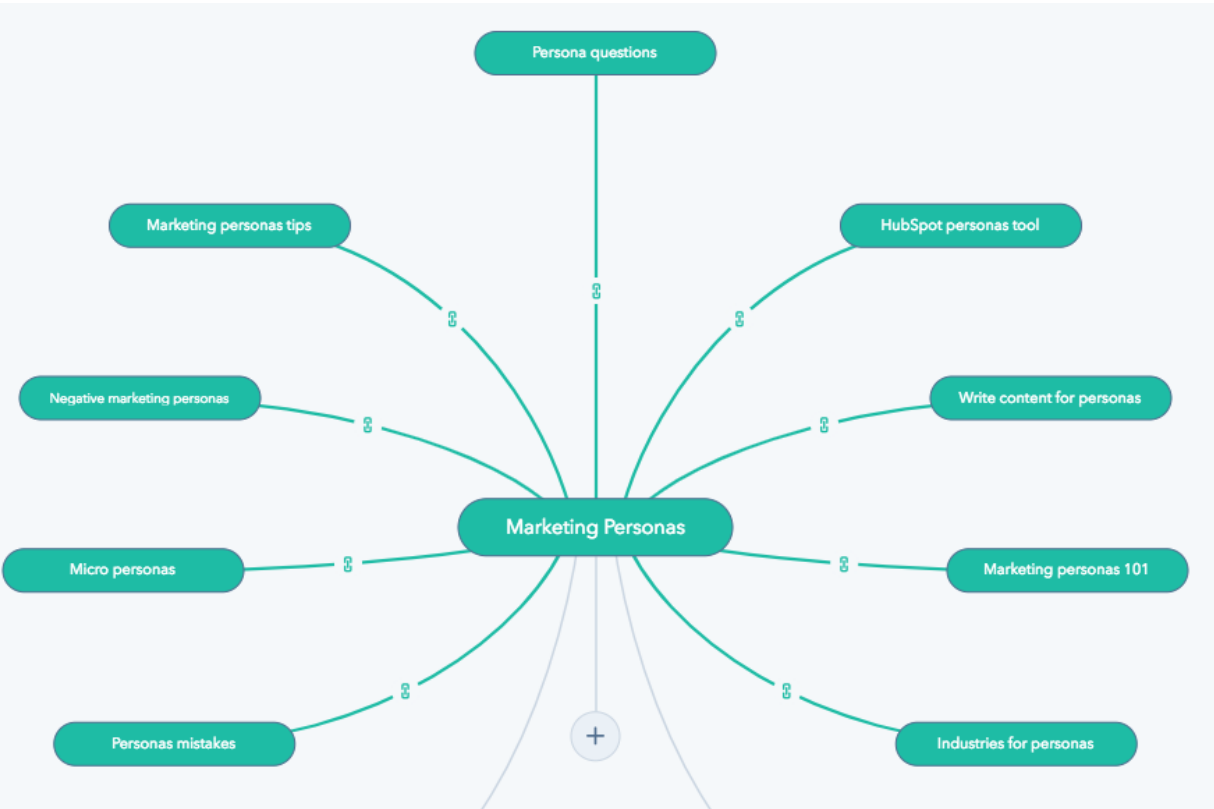 Persona questions
Marketing personas tips
HubSpot personas tool
Negative marketing personas
Write content for personas
Marketing Personas
Micro personas
Marketing personas 101
Personas mistakes
Industries for personas